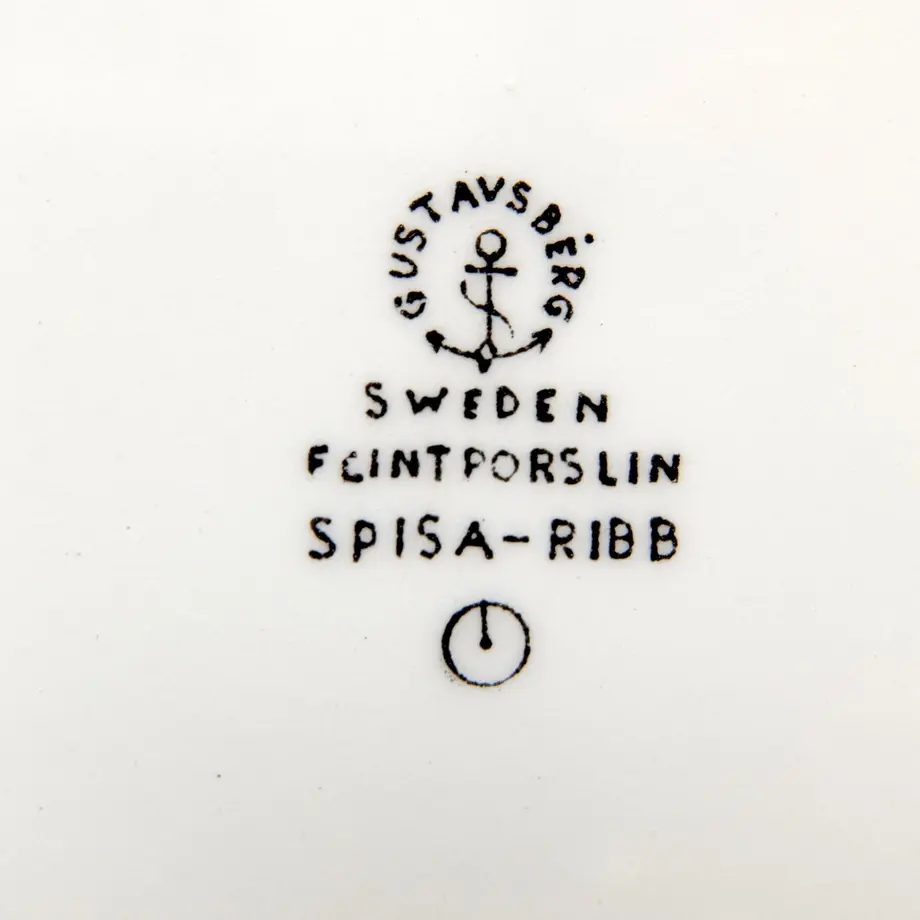 GUSTAVSBERG
SWEDEN
FLINTPORSLIN
SPISA-RIBB